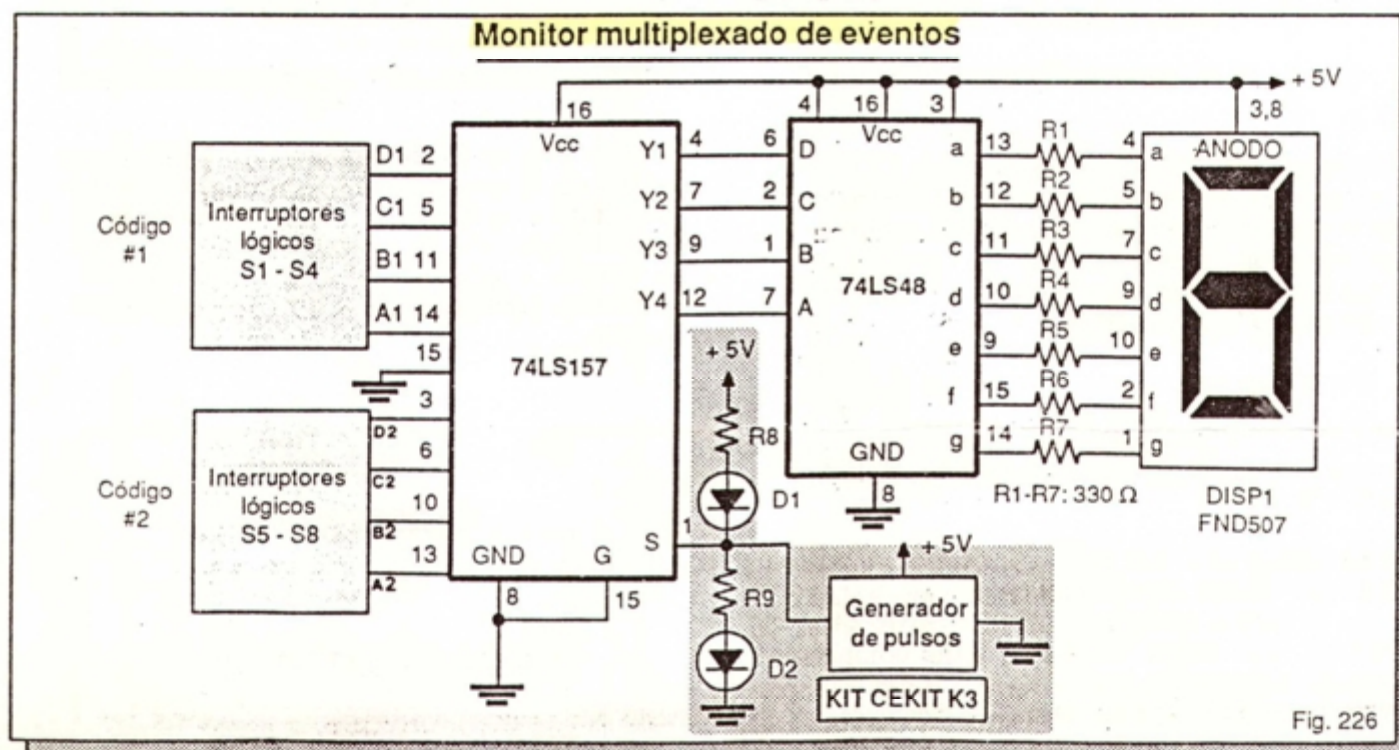 Monitor multiplexado de eventos
+ 5V
16
4
16
3
3,8
Vcc
Vcc
ANODO
Código
#1
Interruptores
lógicos
S1 - S4
D1 2
C1 5
B1 11
A1 14
15
74LS157
Y1 4
Y2 7
Y3 9
Y4 12
6 D
2 C
1 B
7 A
74LS48
a 13 R1 4 a
b 12 R2 5 b
c 11 R3 7 c
d 10 R4 9 d
e 9 R5 10 e
f 15 R6 2 f
g 14 R7 1 g
GND
8
R1-R7: 330 Ω
DISP1
FND507
Código
#2
Interruptores
lógicos
S5 - S8
3
D2
6
C2
10
B2
13
A2
GND
G
S
1
8
15
+ 5V
R8
D1
R9
D2
+ 5V
Generador
de pulsos
KIT CEKIT K3
Fig. 226